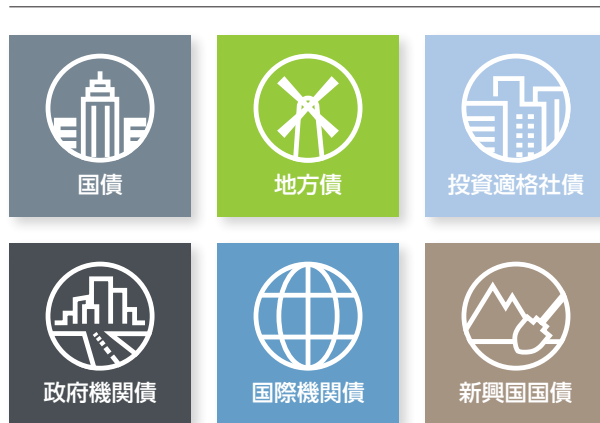 国債
地方債
投資適格社債
政府機関債
国際機関債
新興国国債